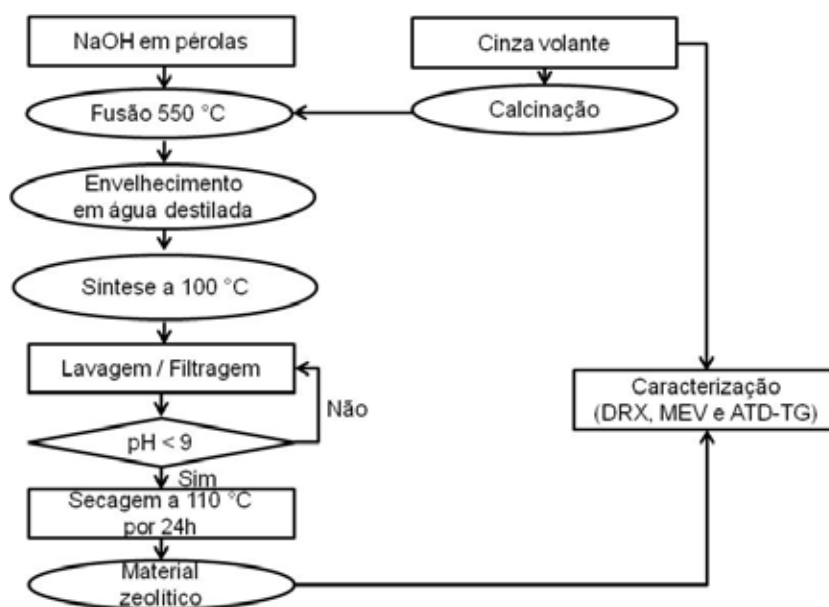 NaOH em pérolas
Cinza volante
Fusão 550 °C
Calcinação
Envelhecimento
em água destilada
Síntese a 100 °C
Lavagem / Filtragem
Não
Caracterização
(DRX, MEV e ATD-TG)
pH < 9
Sim
Secagem a 110 °C
por 24h
Material
zeolítico